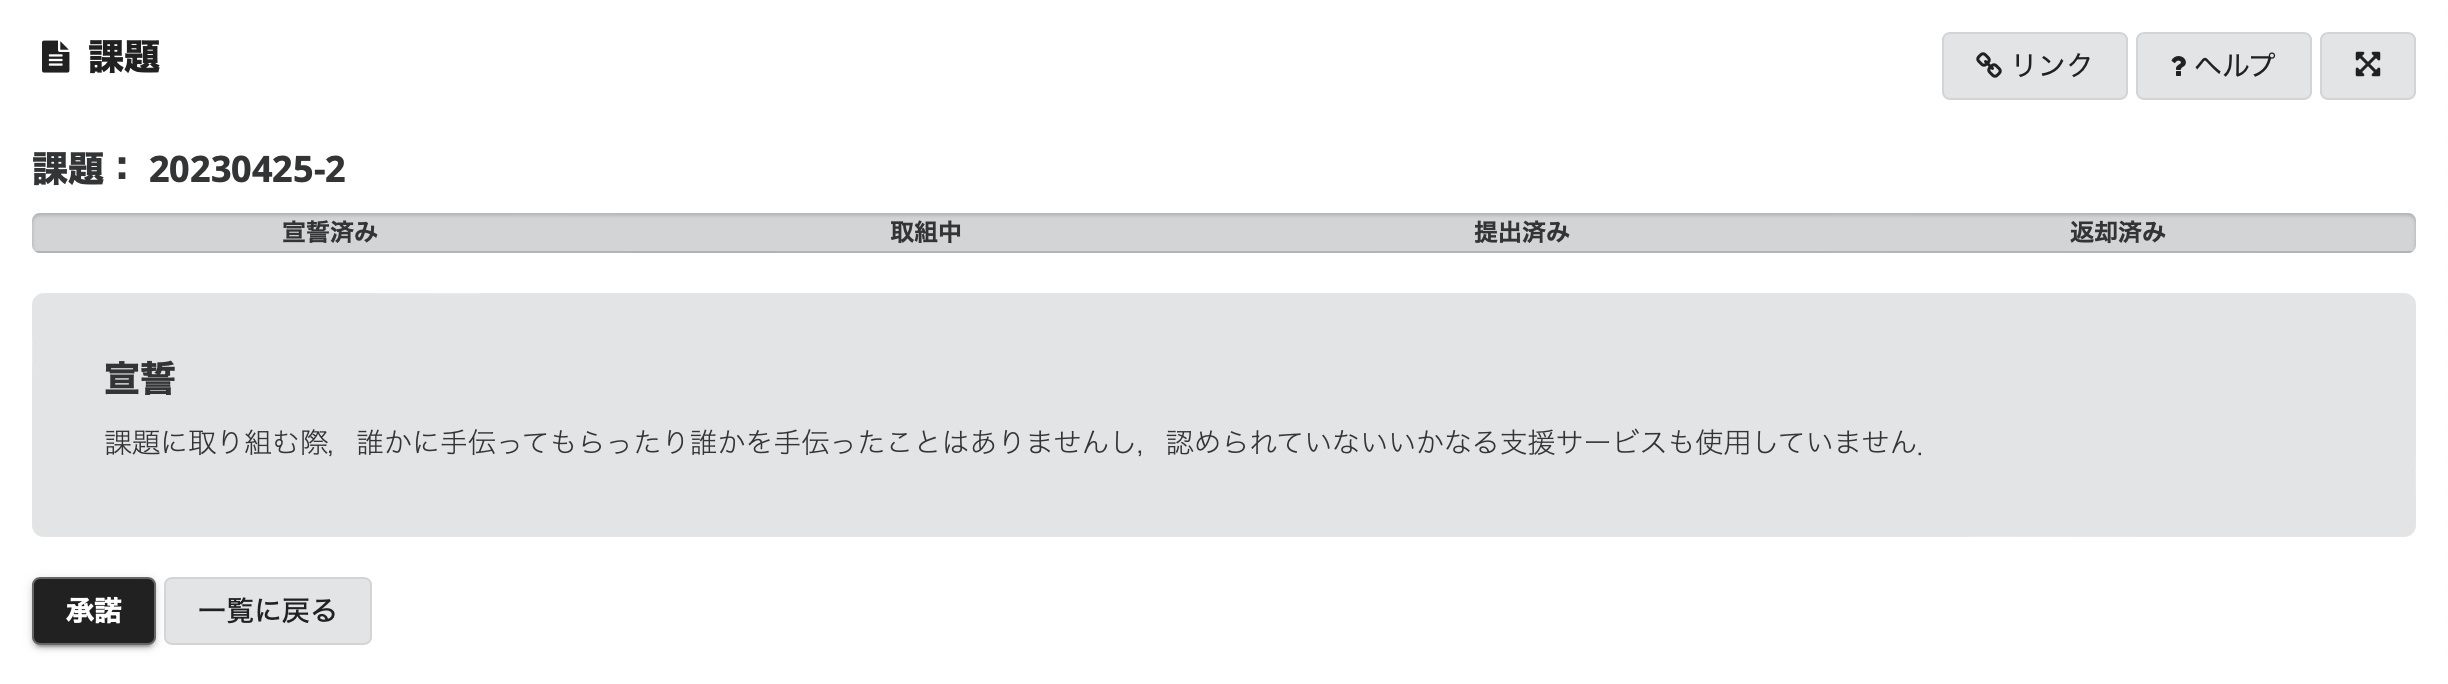 課題
リンク
? ヘルプ
課題： 20230425-2
宣誓済み 取組中 提出済み 返却済み
宣誓
課題に取り組む際，誰かに手伝ってもらったり誰かを手伝ったことはありませんし，認められていないいかなる支援サービスも使用していません．
承諾 一覧に戻る